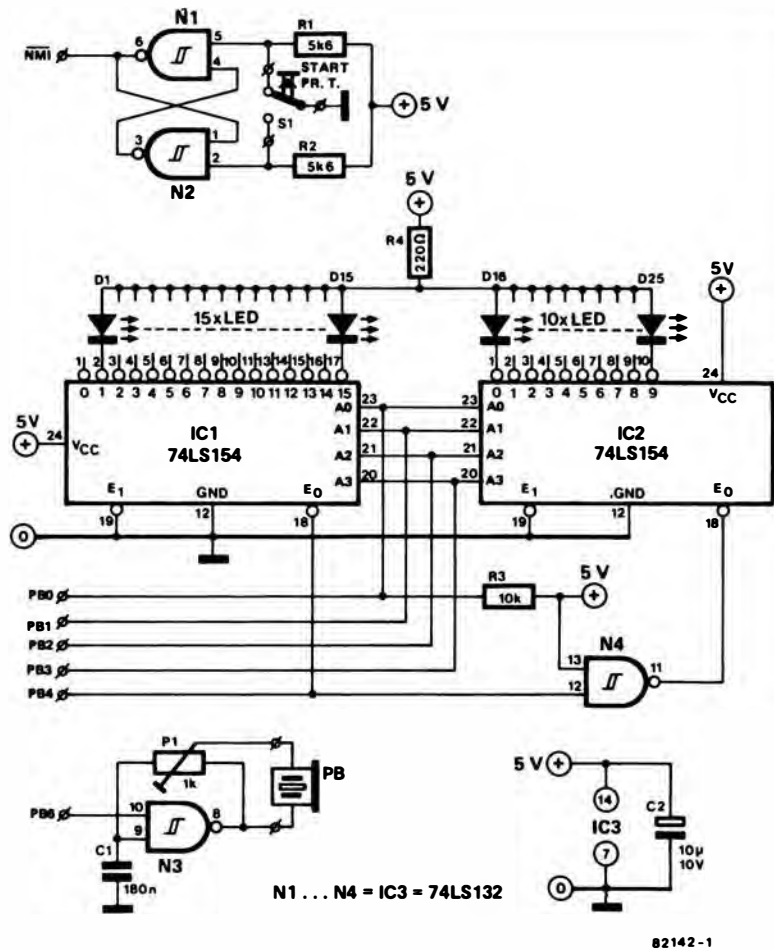 N1
NMI
6
5
4
R1
5k6
START
PR. T.
S1
5 V
3
1
2
R2
5k6
N2
5 V
R4
220Ω
D1
D15
D16
D25
5V
15xLED
10xLED
1 2 3 4 5 6 7 8 9 10 11 13 14 15 16 17
1 2 3 4 5 6 7 8 9 10
24
0 1 2 3 4 5 6 7 8 9 10 11 12 13 14 15
0 1 2 3 4 5 6 7 8 9
VCC
A0 23 23 A0
5V
24
VCC
IC1
74LS154
A1 22 22 A1
IC2
74LS154
A2 21 21 A2
A3 20 20 A3
E1 GND E0
E1 .GND E0
19 12 18
19 12 18
0
PB0
R3
10k
5 V
PB1
PB2
N4
PB3
13
11
PB4
12
P1
1k
PB
5 V
14
PB6
10
8
IC3
C2
9
N3
7
10µ
10V
C1
180n
0
N1 . . . N4 = IC3 = 74LS132
82142-1